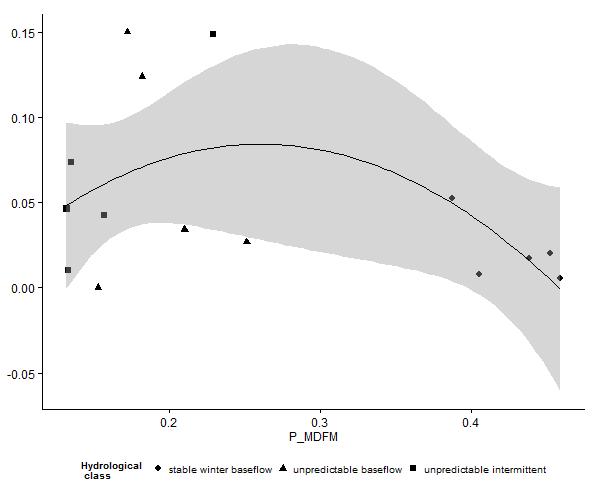 0.15
0.10
0.05
0.00
-0.05
0.2 0.3 0.4
P_MDFM
Hydrological
class
stable winter baseflow unpredictable baseflow unpredictable intermittent